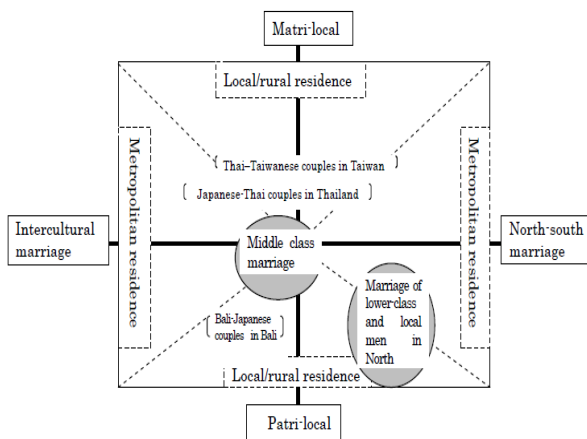 Matri-local
Local/rural residence
Metropolitan residence
Metropolitan residence
Thai–Taiwanese couples in Taiwan
Japanese-Thai couples in Thailand
Intercultural
marriage
Middle class
marriage
North-south
marriage
Marriage of
lower-class
and local
men in
North
Bali-Japanese
couples in Bali
Local/rural residence
Patri-local